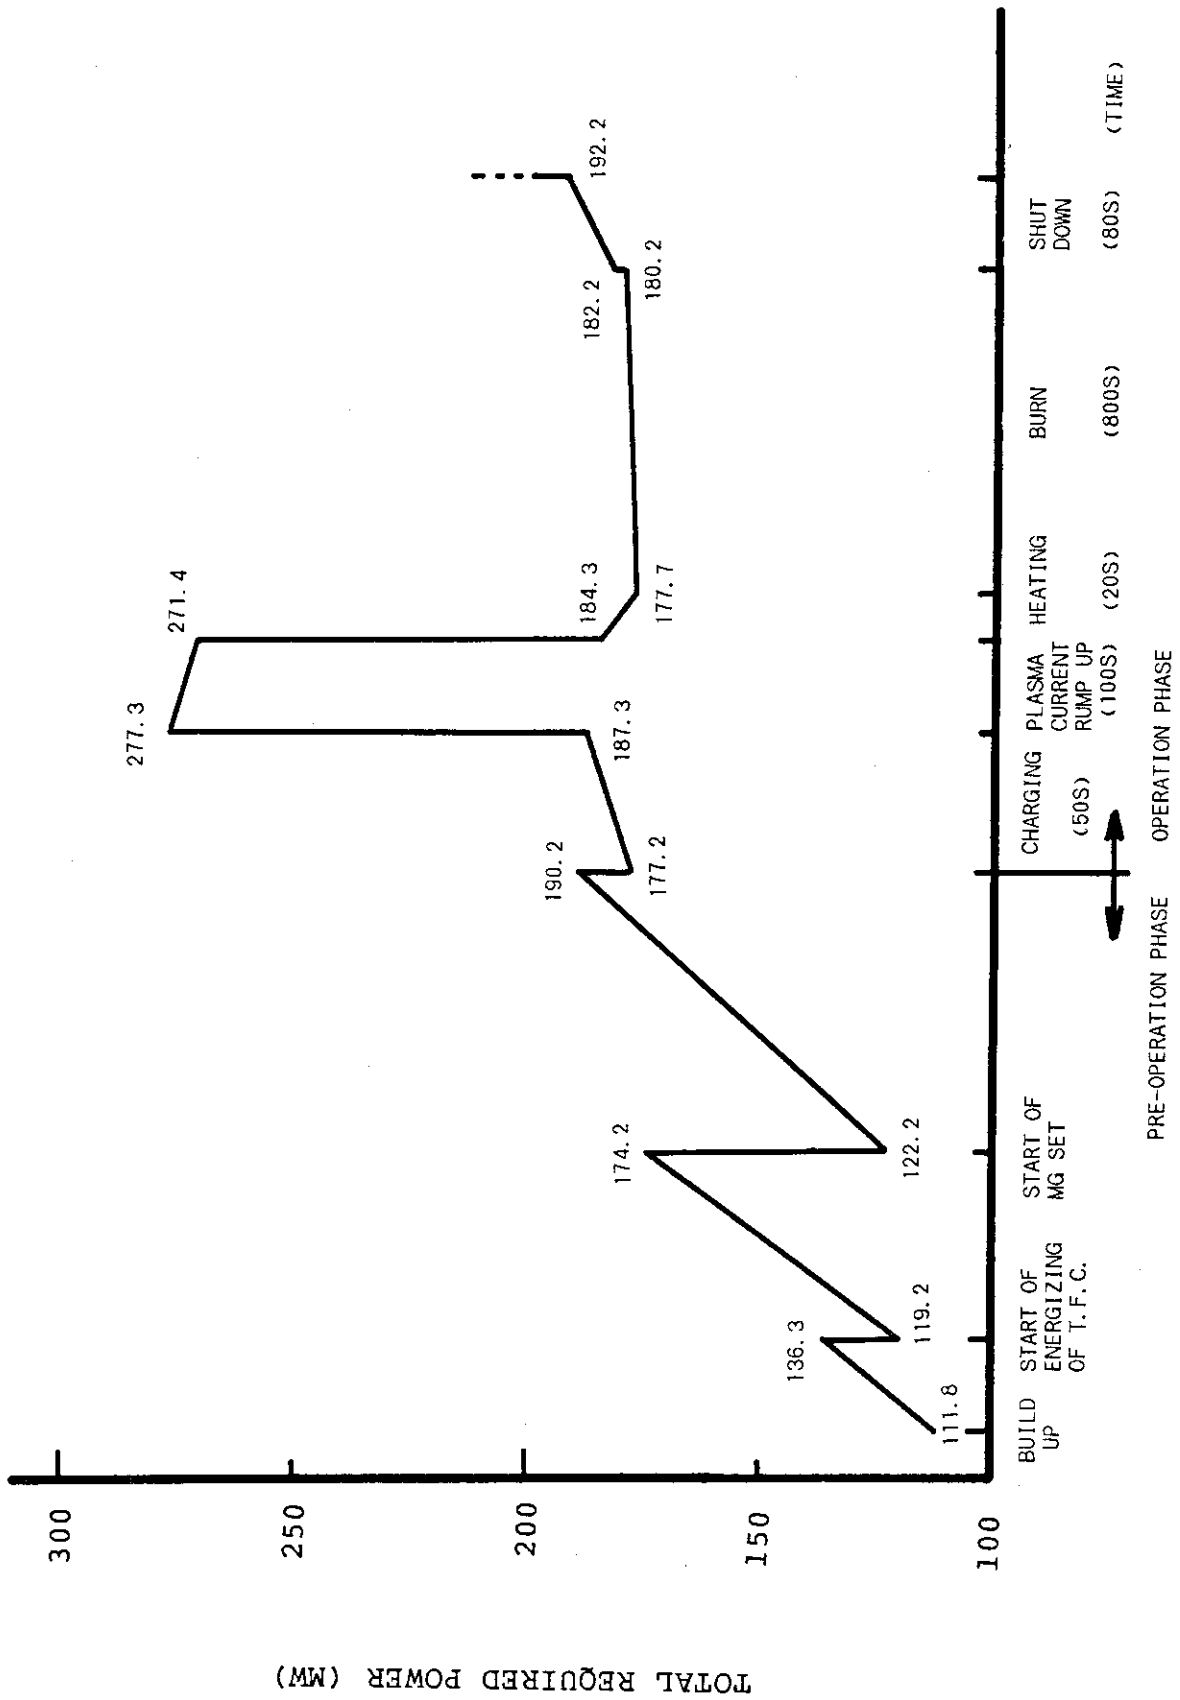 TOTAL REQUIRED POWER (MW)
300
250
200
150
100
111.8
136.3
119.2
174.2
122.2
190.2
177.2
187.3
277.3
271.4
184.3
177.7
182.2
180.2
192.2
BUILD
UP
START OF
ENERGIZING
OF T.F.C.
START OF
MG SET
CHARGING
(50S)
PLASMA
CURRENT
RUMP UP
(100S)
HEATING
(20S)
BURN
(800S)
SHUT
DOWN
(80S)
(TIME)
PRE-OPERATION PHASE
OPERATION PHASE